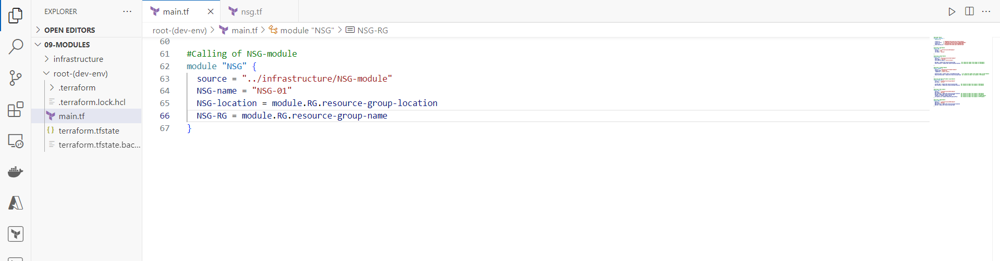 EXPLORER
OPEN EDITORS
09-MODULES
infrastructure
root-(dev-env)
.terraform
.terraform.lock.hcl
main.tf
terraform.tfstate
terraform.tfstate.bac...
main.tf
nsg.tf
root-(dev-env) > main.tf > module "NSG" > NSG-RG
60
61 #Calling of NSG-module
62 module "NSG" {
63 source = "../infrastructure/NSG-module"
64 NSG-name = "NSG-01"
65 NSG-location = module.RG.resource-group-location
66 NSG-RG = module.RG.resource-group-name
67 }